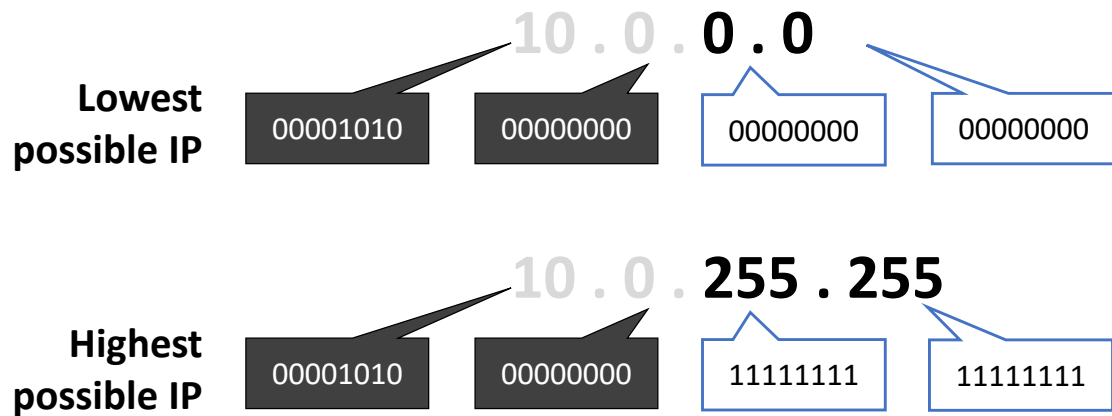 10 . 0 . 0 . 0
Lowest
possible IP
00001010
00000000
00000000
00000000
10 . 0 . 255 . 255
Highest
possible IP
00001010
00000000
11111111
11111111